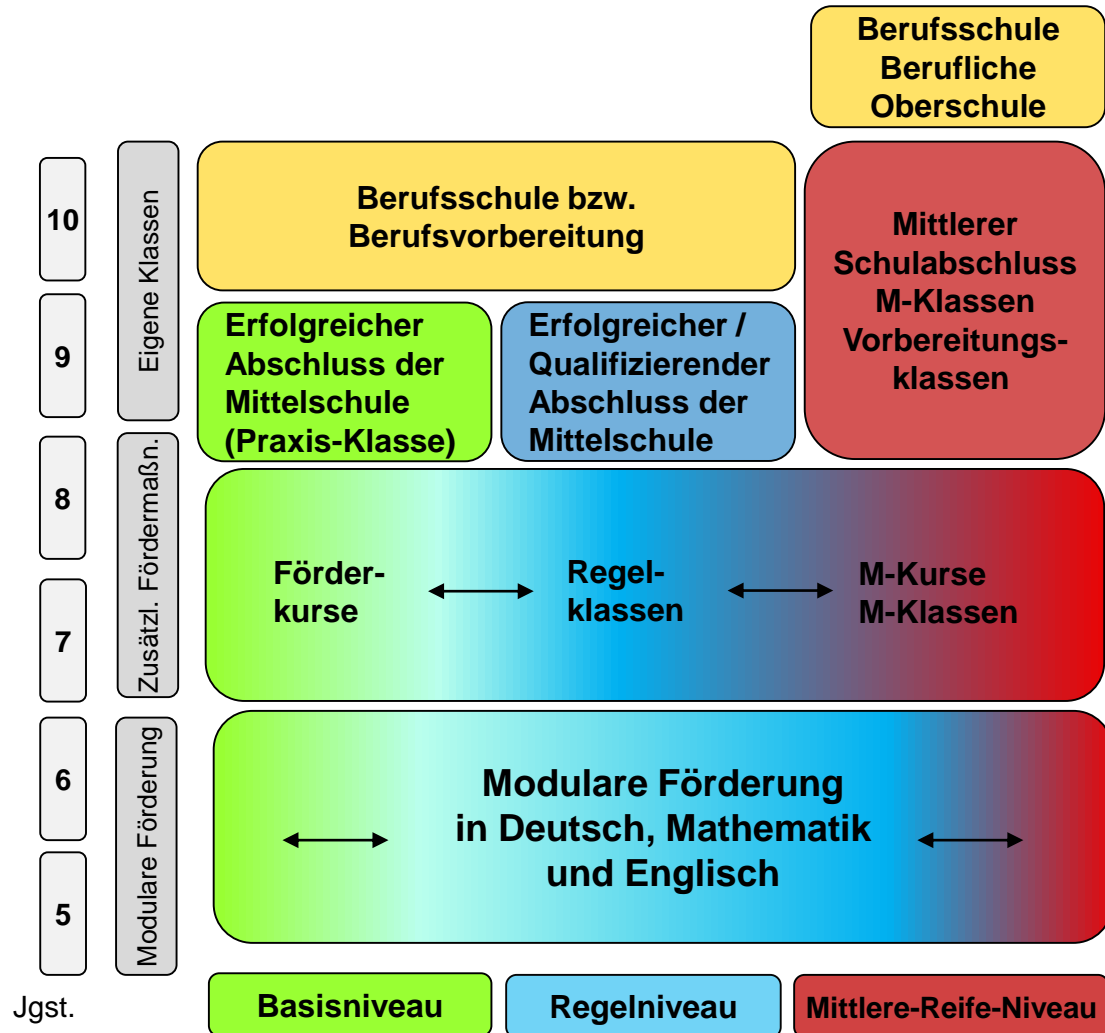 Berufsschule
Berufliche
Oberschule
10
Eigene Klassen
Berufsschule bzw.
Berufsvorbereitung
Mittlerer
Schulabschluss
M-Klassen
Vorbereitungs-
klassen
9
Erfolgreicher
Abschluss der
Mittelschule
(Praxis-Klasse)
Erfolgreicher /
Qualifizierender
Abschluss der
Mittelschule
8
Zusätzl. Fördermaßn.
7
Förder-
kurse
Regel-
klassen
M-Kurse
M-Klassen
6
Modulare Förderung
5
Modulare Förderung
in Deutsch, Mathematik
und Englisch
Jgst.
Basisniveau
Regelniveau
Mittlere-Reife-Niveau